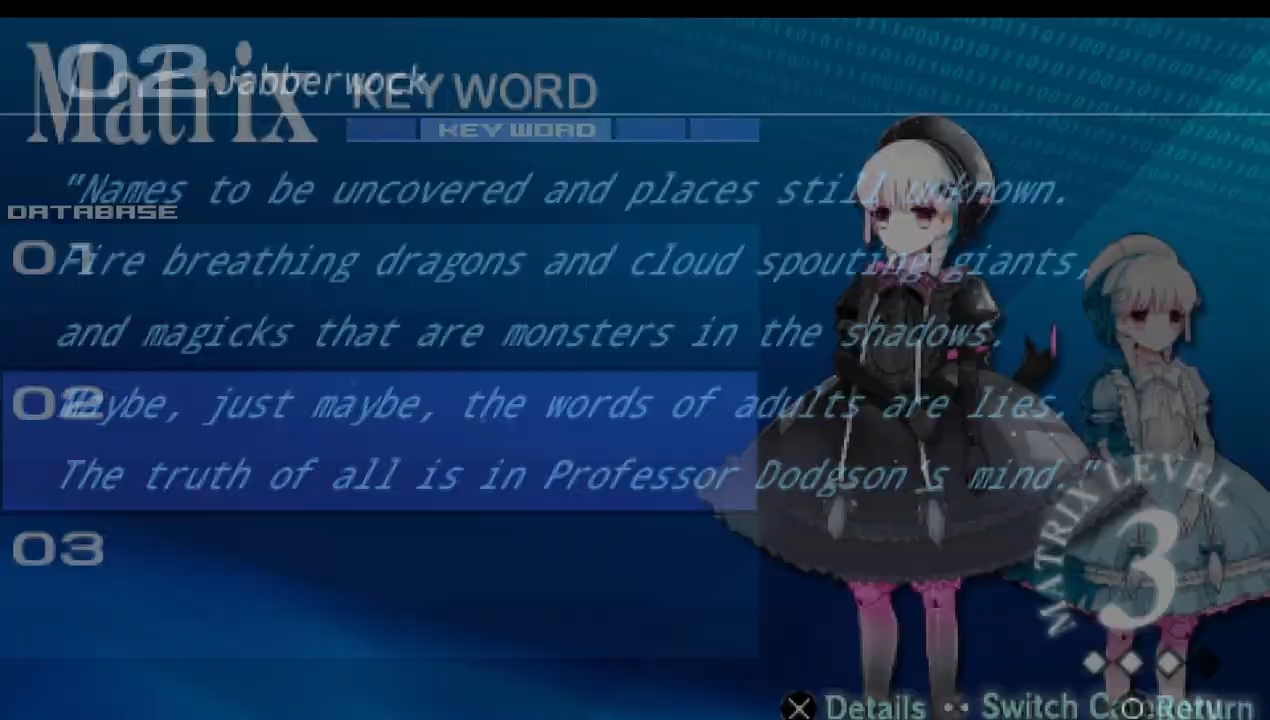 Matrix
02 Jabberwock
KEY WORD
KEY WORD
"Names to be uncovered and places still unknown.
DATABASE
01
Fire breathing dragons and cloud spouting giants,
and magicks that are monsters in the shadows.
02
Maybe, just maybe, the words of adults are lies.
The truth of all is in Professor Dodgson's mind."
MATRIX LEVEL
3
03
Details
Switch
Return